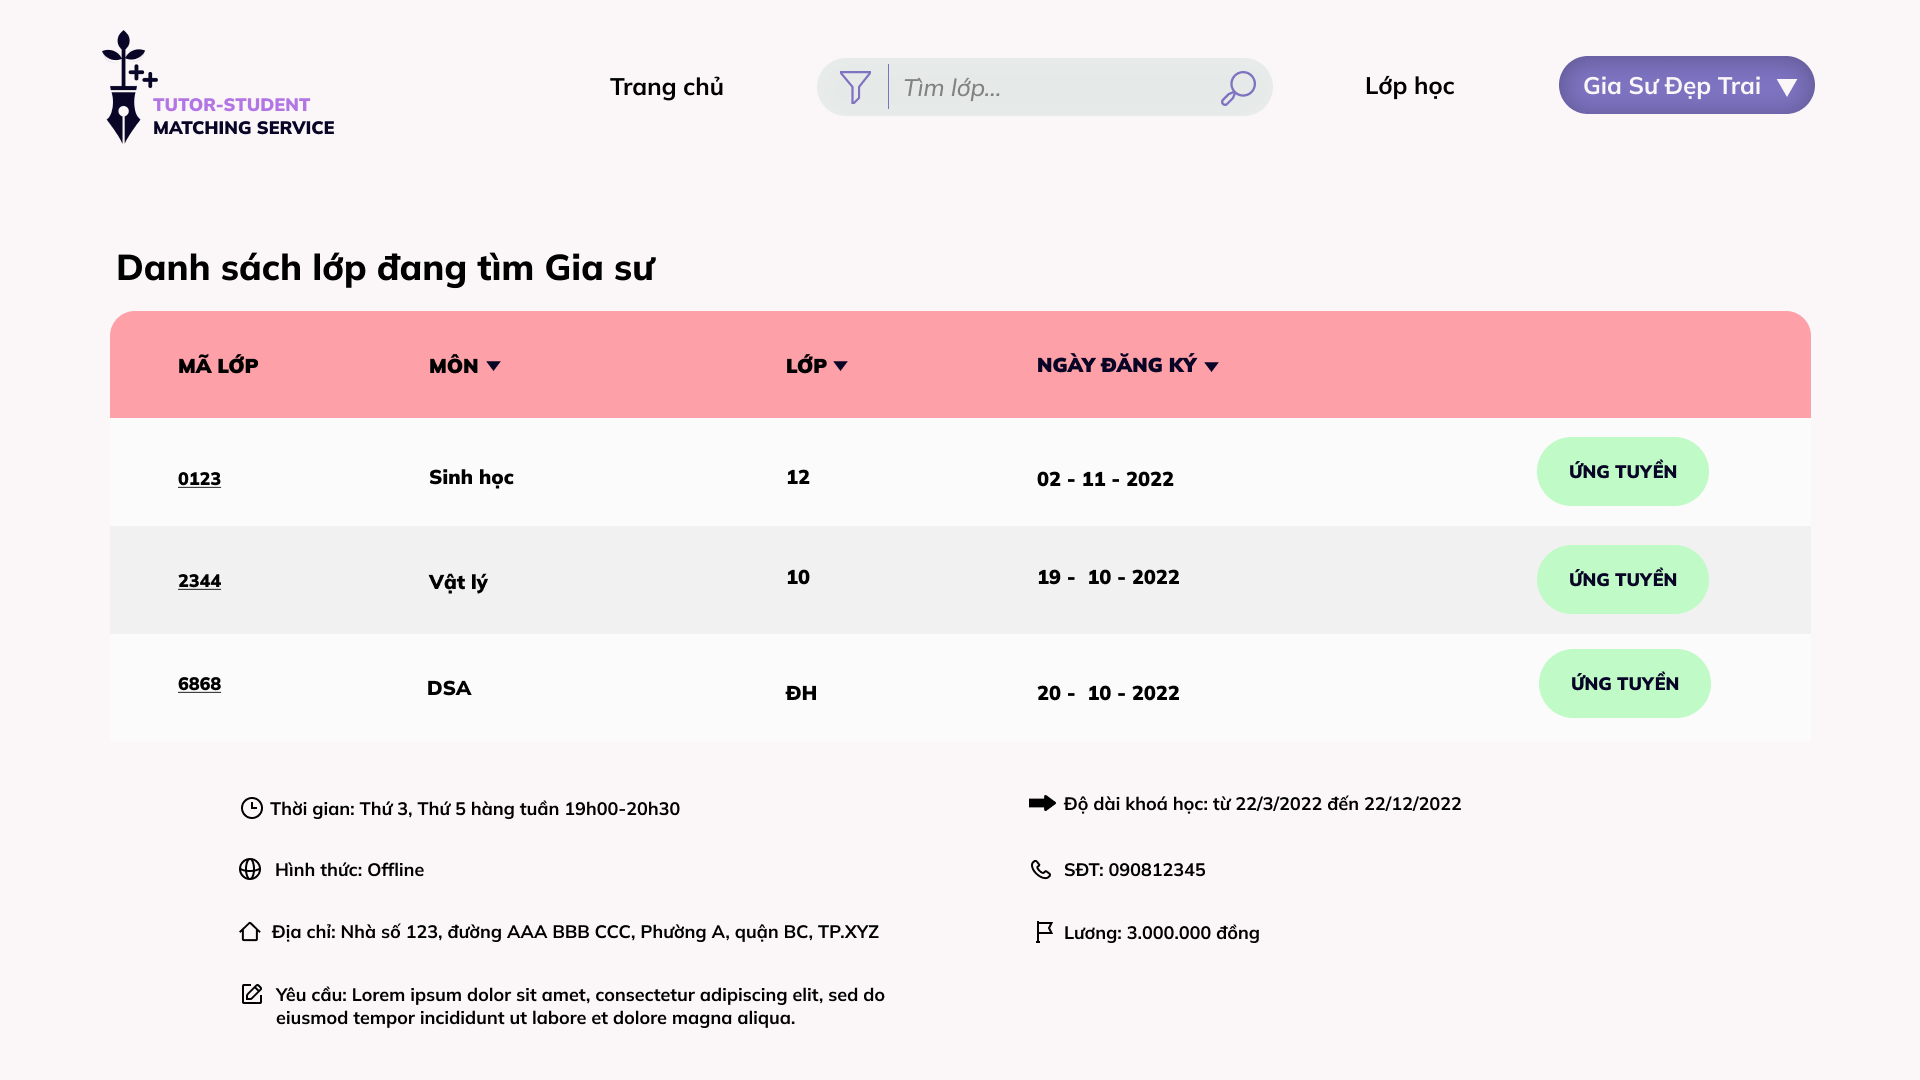 TUTOR-STUDENT
MATCHING SERVICE
Trang chủ
Tìm lớp...
Lớp học
Gia Sư Đẹp Trai
Danh sách lớp đang tìm Gia sư
MÃ LỚP MÔN LỚP NGÀY ĐĂNG KÝ
0123 Sinh học 12 02 - 11 - 2022 ỨNG TUYỂN
2344 Vật lý 10 19 - 10 - 2022 ỨNG TUYỂN
6868 DSA ĐH 20 - 10 - 2022 ỨNG TUYỂN
Thời gian: Thứ 3, Thứ 5 hàng tuần 19h00-20h30
Hình thức: Offline
Địa chỉ: Nhà số 123, đường AAA BBB CCC, Phường A, quận BC, TP.XYZ
Yêu cầu: Lorem ipsum dolor sit amet, consectetur adipiscing elit, sed do
eiusmod tempor incididunt ut labore et dolore magna aliqua.
Độ dài khoá học: từ 22/3/2022 đến 22/12/2022
SĐT: 090812345
Lương: 3.000.000 đồng